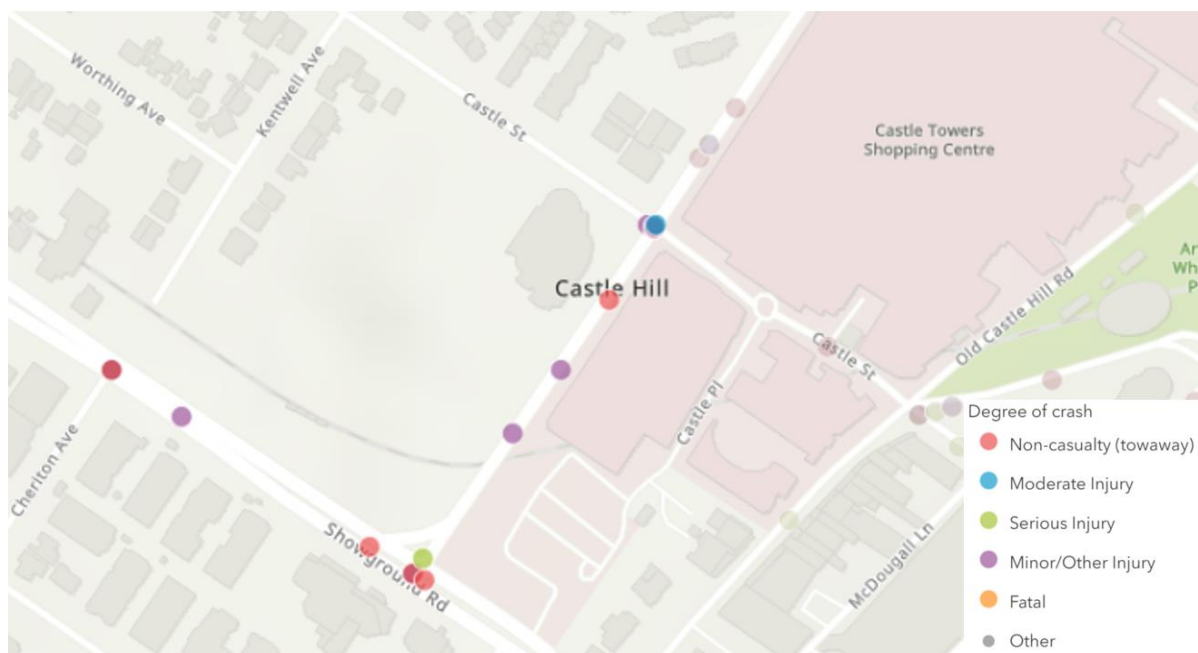 Worthing Ave
Kentwell Ave
Castle St
Castle Towers
Shopping Centre
Castle Hill
Old Castle Hill Rd
Castle St
Castle Pl
Cheriton Ave
Showground Rd
McDougall Ln
Degree of crash
Non-casualty (towaway)
Moderate Injury
Serious Injury
Minor/Other Injury
Fatal
Other